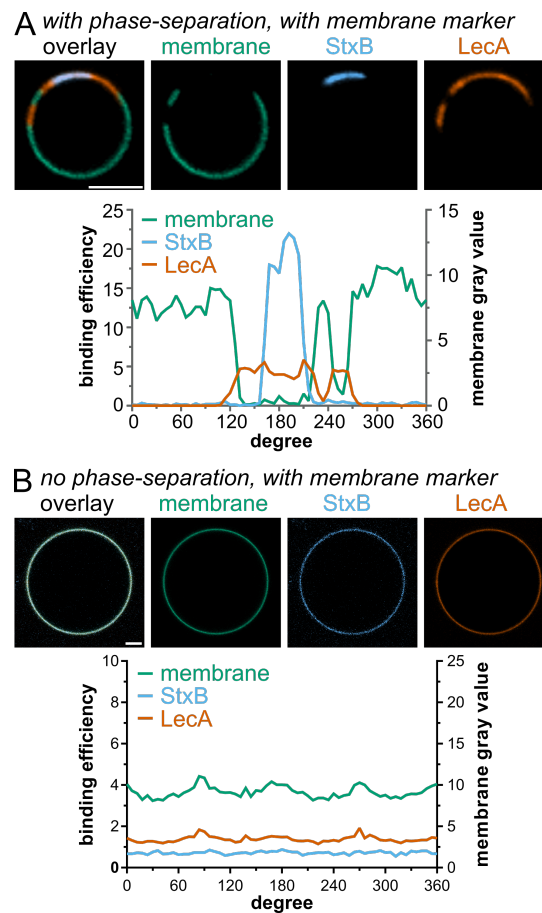 A with phase-separation, with membrane marker
overlay membrane StxB LecA
25 15
membrane
20
StxB
LecA
10
15
10
5
5
0 0
0 60 120 180 240 300 360
binding efficiency
membrane gray value
degree
B no phase-separation, with membrane marker
overlay membrane StxB LecA
10 25
membrane
8 20
StxB
LecA
6 15
4 10
2 5
0 0
0 60 120 180 240 300 360
binding efficiency
membrane gray value
degree